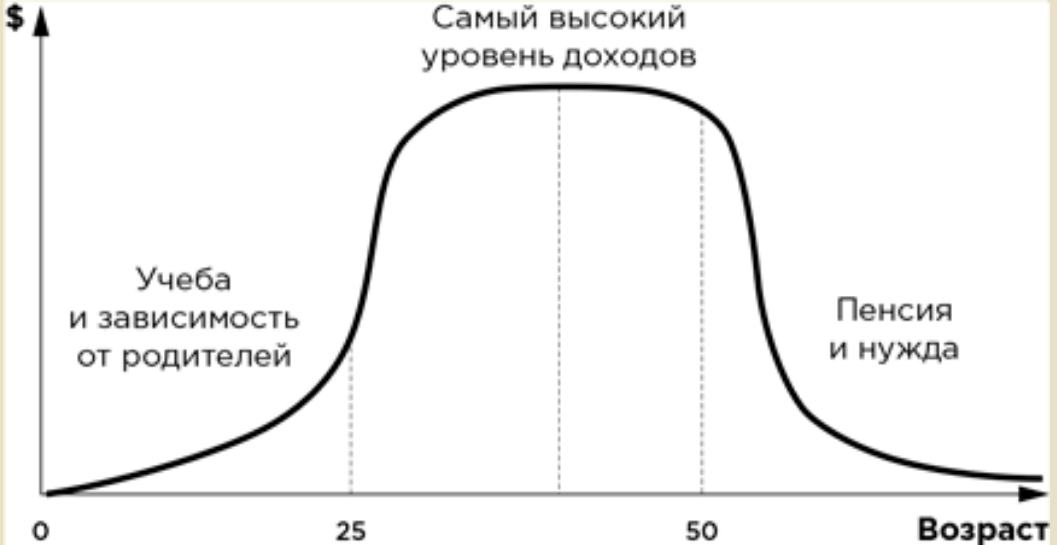 $
Самый высокий
уровень доходов
Учеба
и зависимость
от родителей
Пенсия
и нужда
0
25
50
Возраст